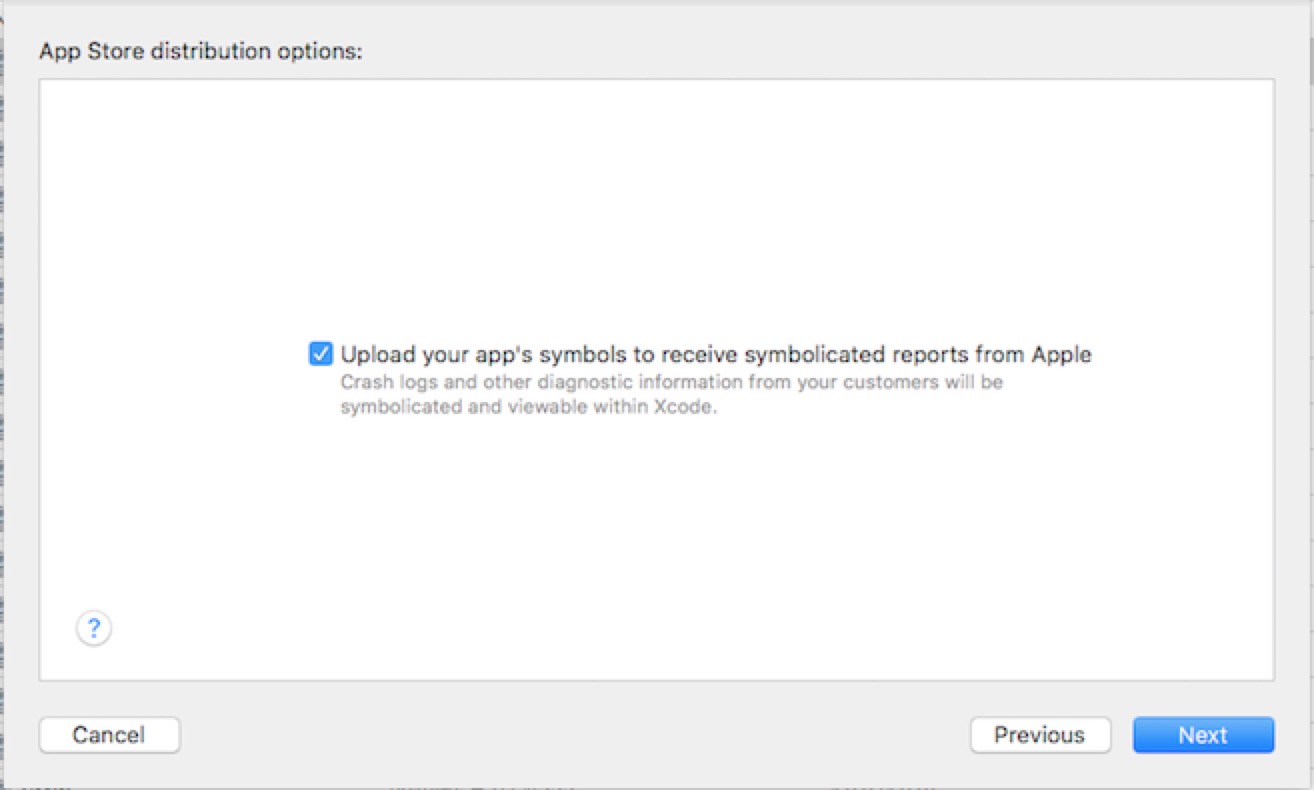 App Store distribution options:
Upload your app's symbols to receive symbolicated reports from Apple
Crash logs and other diagnostic information from your customers will be
symbolicated and viewable within Xcode.
?
Cancel
Previous
Next